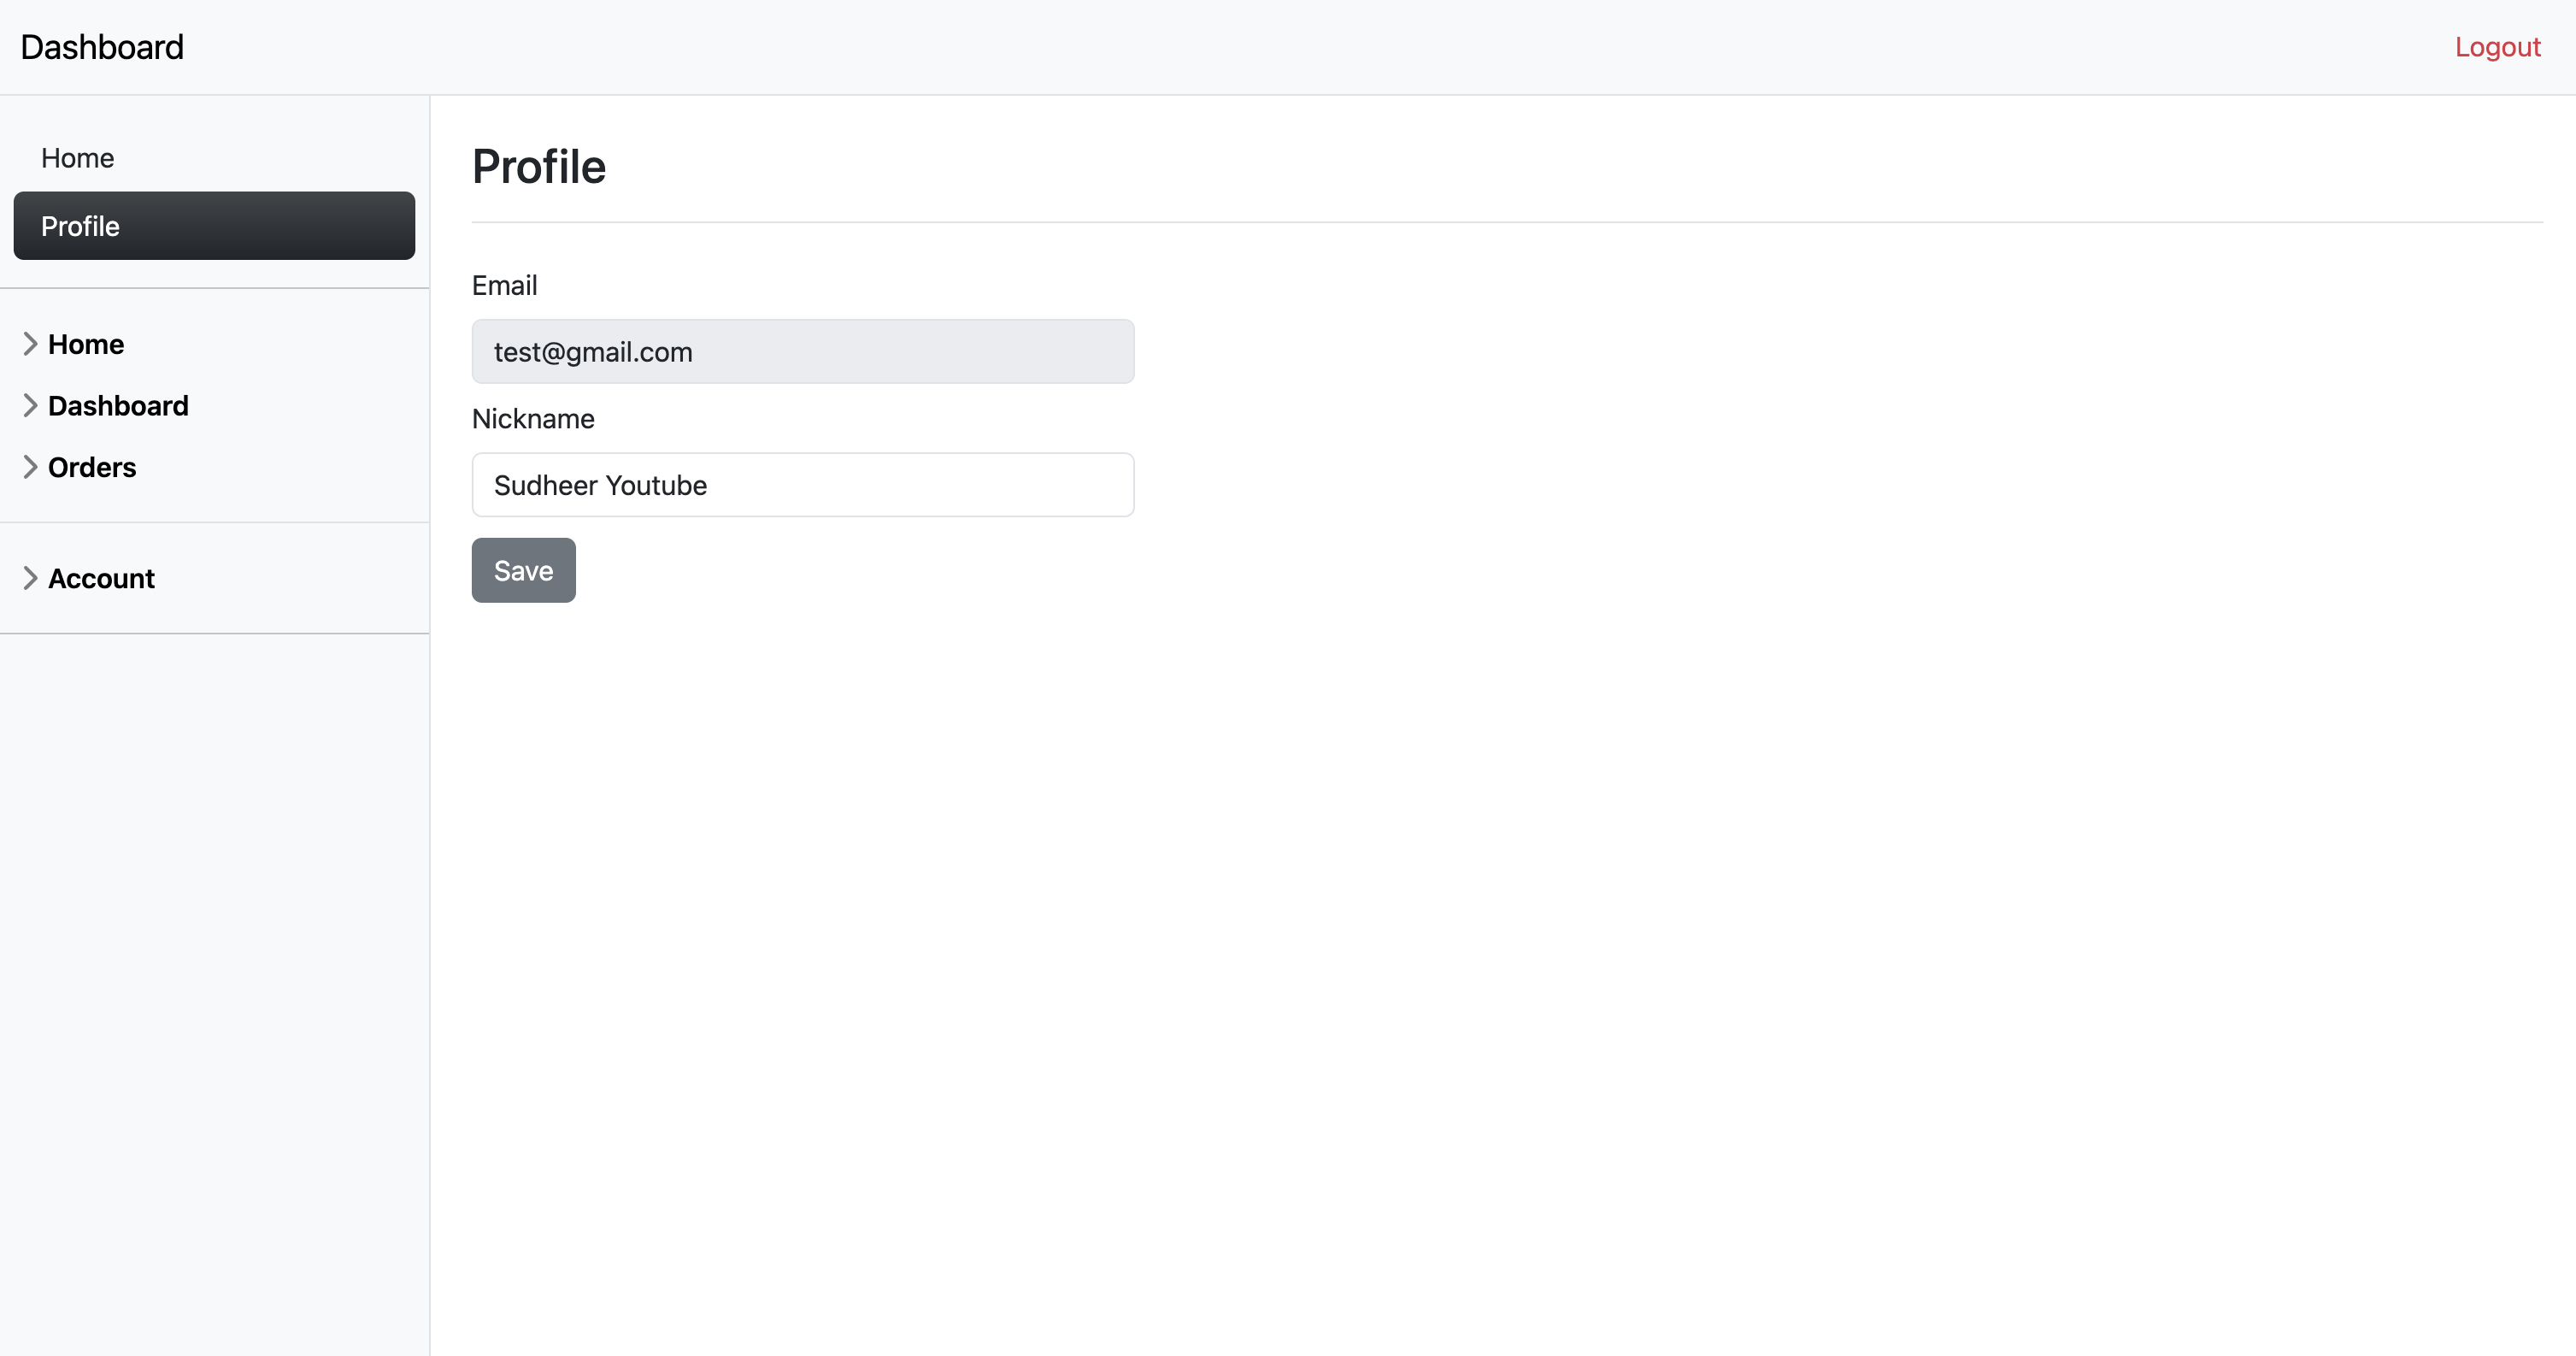 Dashboard
Logout
Home
Profile
Home
Dashboard
Orders
Account
Profile
Email
test@gmail.com
Nickname
Sudheer Youtube
Save